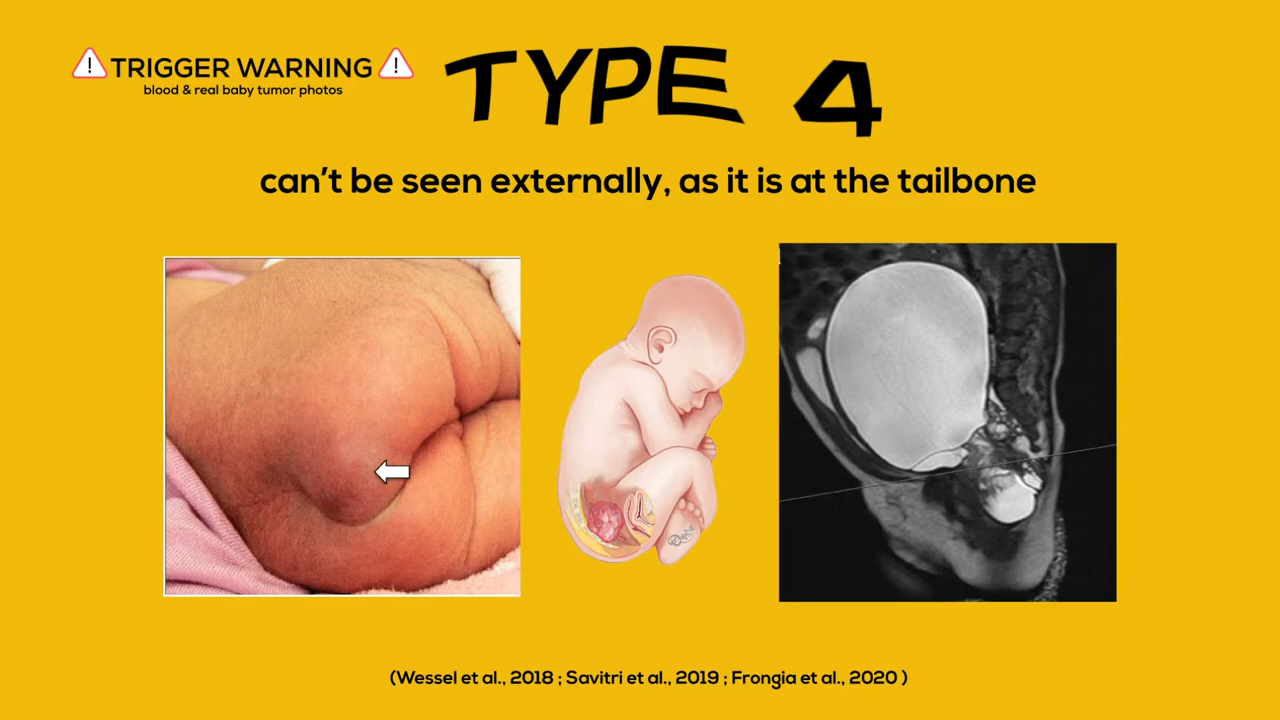 TRIGGER WARNING
blood & real baby tumor photos
TYPE 4
can't be seen externally, as it is at the tailbone
(Wessel et al., 2018 ; Savitri et al., 2019 ; Frongia et al., 2020 )